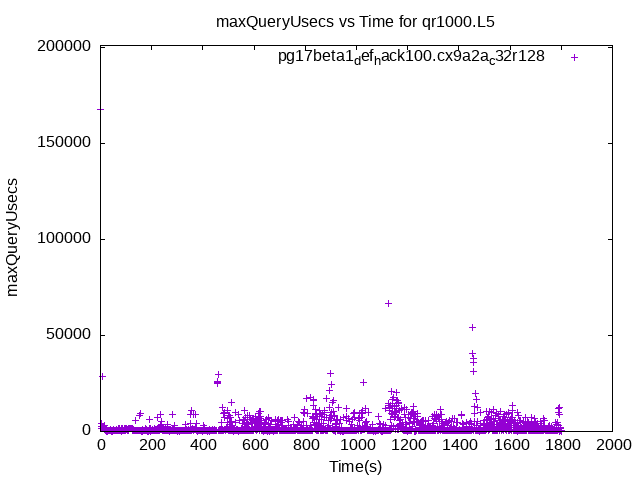 maxQueryUsecs vs Time for qr1000.L5
pg17beta1def_hack100.cx9a2a_c32r128
200000
150000
100000
50000
0
maxQueryUsecs
0 200 400 600 800 1000 1200 1400 1600 1800 2000
Time(s)